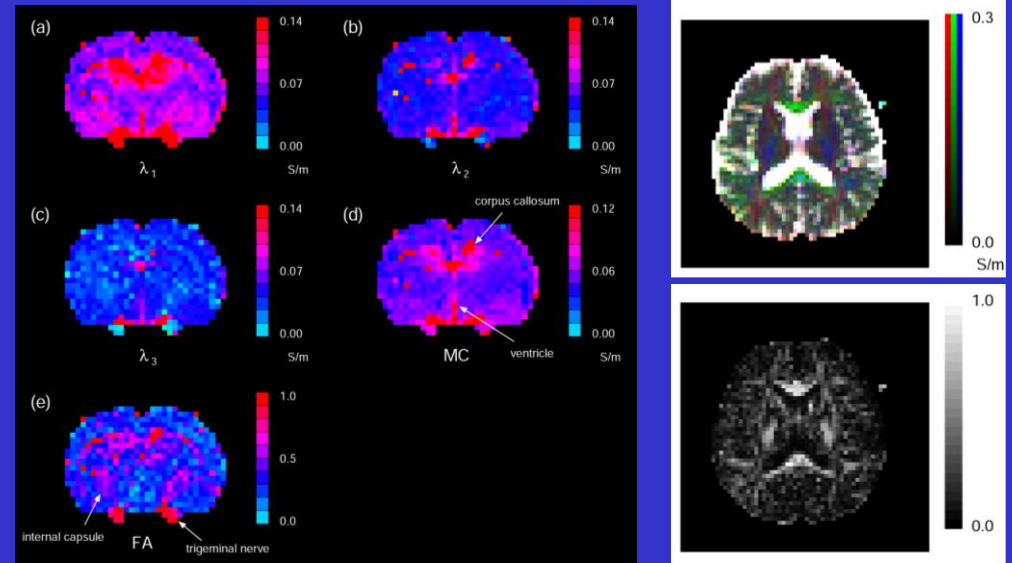 (a)
0.14
0.07
0.00
λ1
S/m
(b)
0.14
0.07
0.00
λ2
S/m
(c)
0.14
0.07
0.00
λ3
S/m
(d)
corpus callosum
0.12
0.06
0.00
ventricle
MC
S/m
(e)
1.0
0.5
0.0
internal capsule
FA
trigeminal nerve
0.3
0.0
S/m
1.0
0.0